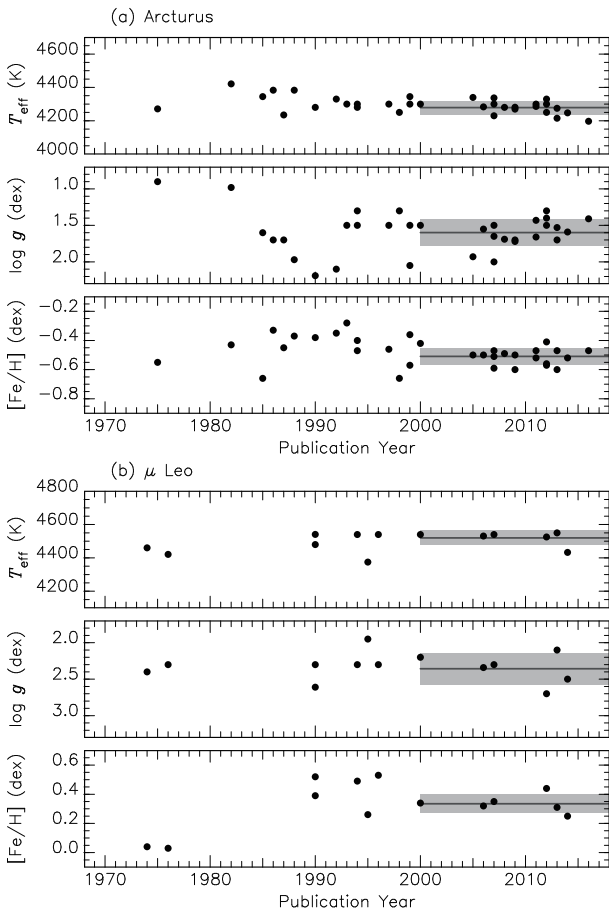 (a) Arcturus
4600
4400
4200
4000
T_eff (K)
1.0
1.5
2.0
log g (dex)
−0.2
−0.4
−0.6
−0.8
[Fe/H] (dex)
1970 1980 1990 2000 2010
Publication Year
(b) μ Leo
4800
4600
4400
4200
T_eff (K)
2.0
2.5
3.0
log g (dex)
0.6
0.4
0.2
0.0
[Fe/H] (dex)
1970 1980 1990 2000 2010
Publication Year